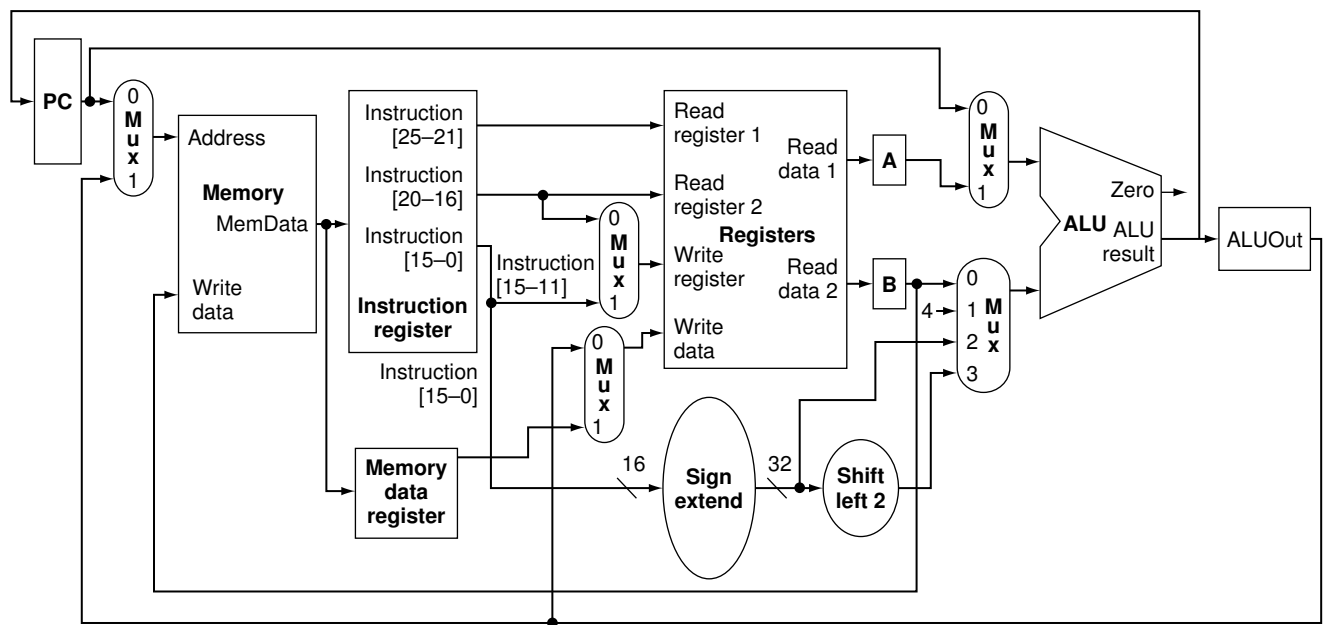 PC
0
M
u
x
1
Address
Memory
MemData
Write
data
Instruction
[25–21]
Instruction
[20–16]
Instruction
[15–0]
Instruction
register
Instruction
[15–0]
Instruction
[15–11]
0
M
u
x
1
0
M
u
x
1
Memory
data
register
Read
register 1
Read
register 2
Registers
Write
register
Write
data
Read
data 1
Read
data 2
16
Sign
extend
32
Shift
left 2
A
B
4
0
M
u
x
1
0
1
2
3
M
u
x
Zero
ALU
ALU
result
ALUOut